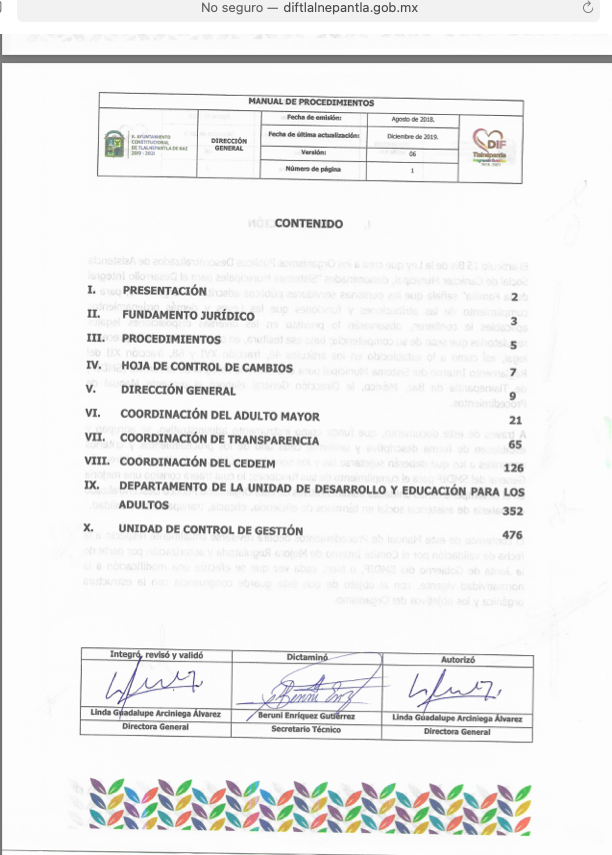 No seguro — diftlalnepantla.gob.mx
MANUAL DE PROCEDIMIENTOS
H. AYUNTAMIENTO
CONSTITUCIONAL
DE TLALNEPANTLA DE BAZ
2019 - 2021
DIRECCIÓN
GENERAL
Fecha de emisión:
Agosto de 2018.
Fecha de última actualización:
Diciembre de 2019.
Versión:
06
Número de página
1
DIF
Tlalnepantla
CONTENIDO
I. PRESENTACIÓN 2
II. FUNDAMENTO JURÍDICO 3
III. PROCEDIMIENTOS 5
IV. HOJA DE CONTROL DE CAMBIOS 7
V. DIRECCIÓN GENERAL 9
VI. COORDINACIÓN DEL ADULTO MAYOR 21
VII. COORDINACIÓN DE TRANSPARENCIA 65
VIII. COORDINACIÓN DEL CEDEIM 126
IX. DEPARTAMENTO DE LA UNIDAD DE DESARROLLO Y EDUCACIÓN PARA LOS
ADULTOS 352
X. UNIDAD DE CONTROL DE GESTIÓN 476
Integró, revisó y validó
Dictaminó
Autorizó
Linda Guadalupe Arciniega Álvarez
Beruni Enríquez Gutiérrez
Linda Guadalupe Arciniega Álvarez
Directora General
Secretario Técnico
Directora General